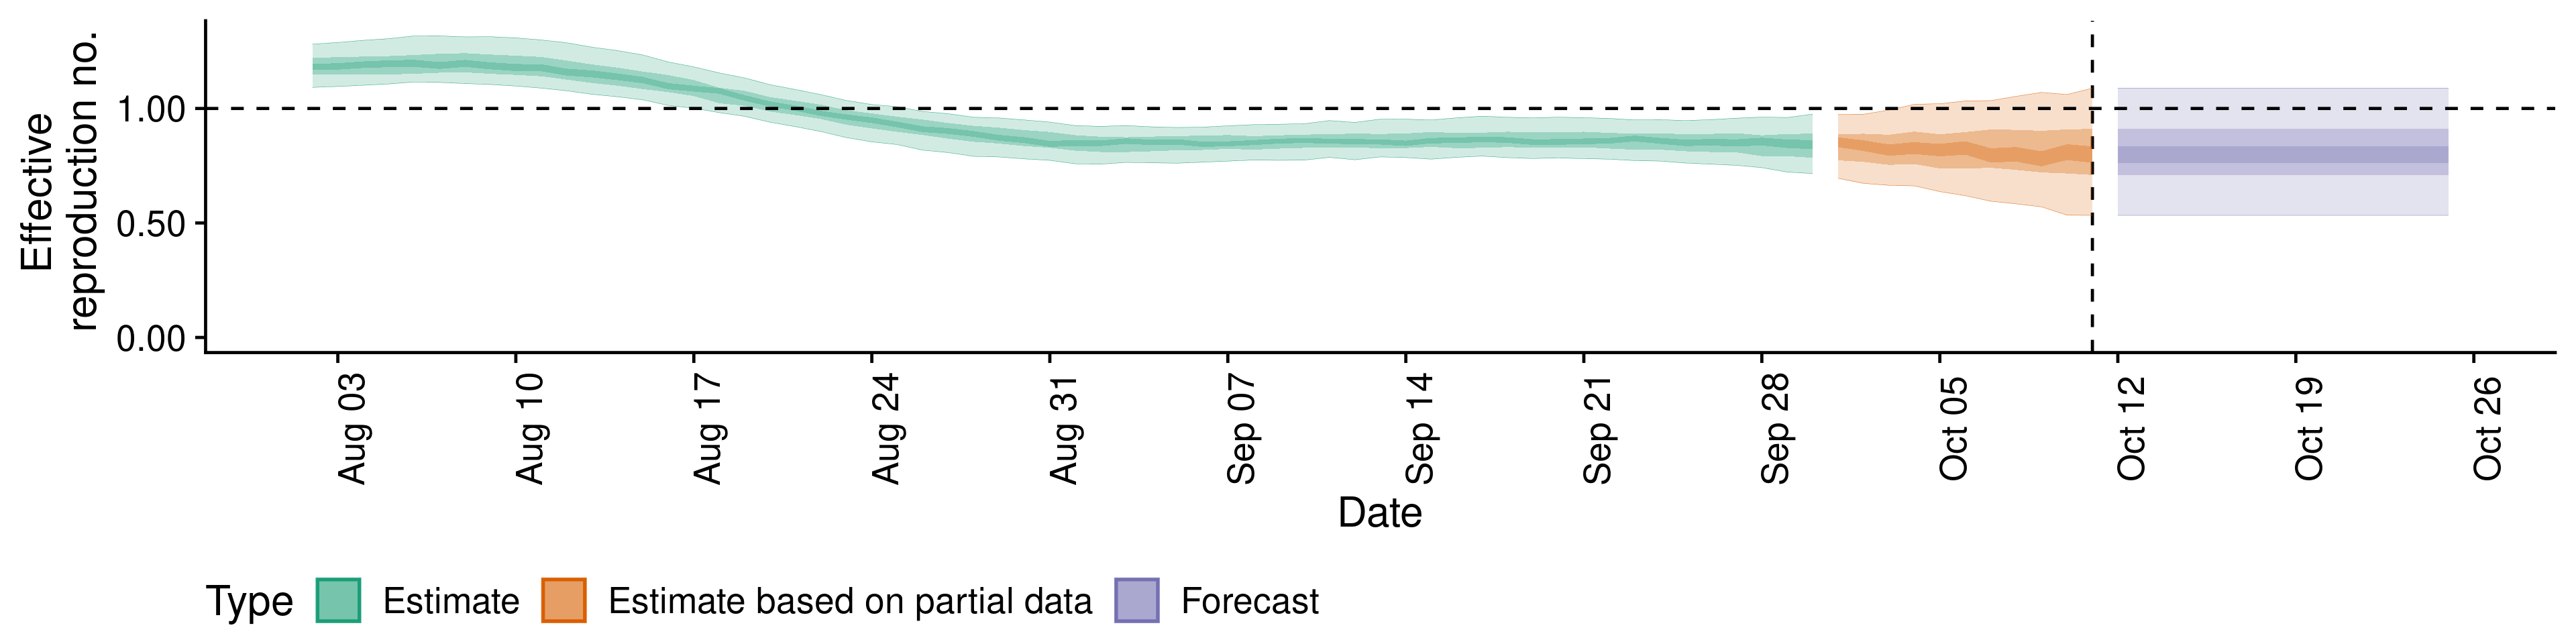 Effective
reproduction no.
1.00
0.50
0.00
Aug 03
Aug 10
Aug 17
Aug 24
Aug 31
Sep 07
Sep 14
Sep 21
Sep 28
Oct 05
Oct 12
Oct 19
Oct 26
Date
Type Estimate Estimate based on partial data Forecast